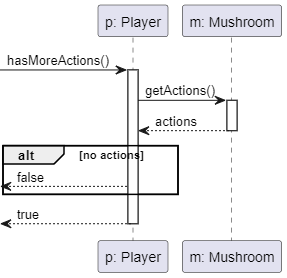 p: Player
m: Mushroom
hasMoreActions()
getActions()
actions
alt
[no actions]
false
true
p: Player
m: Mushroom